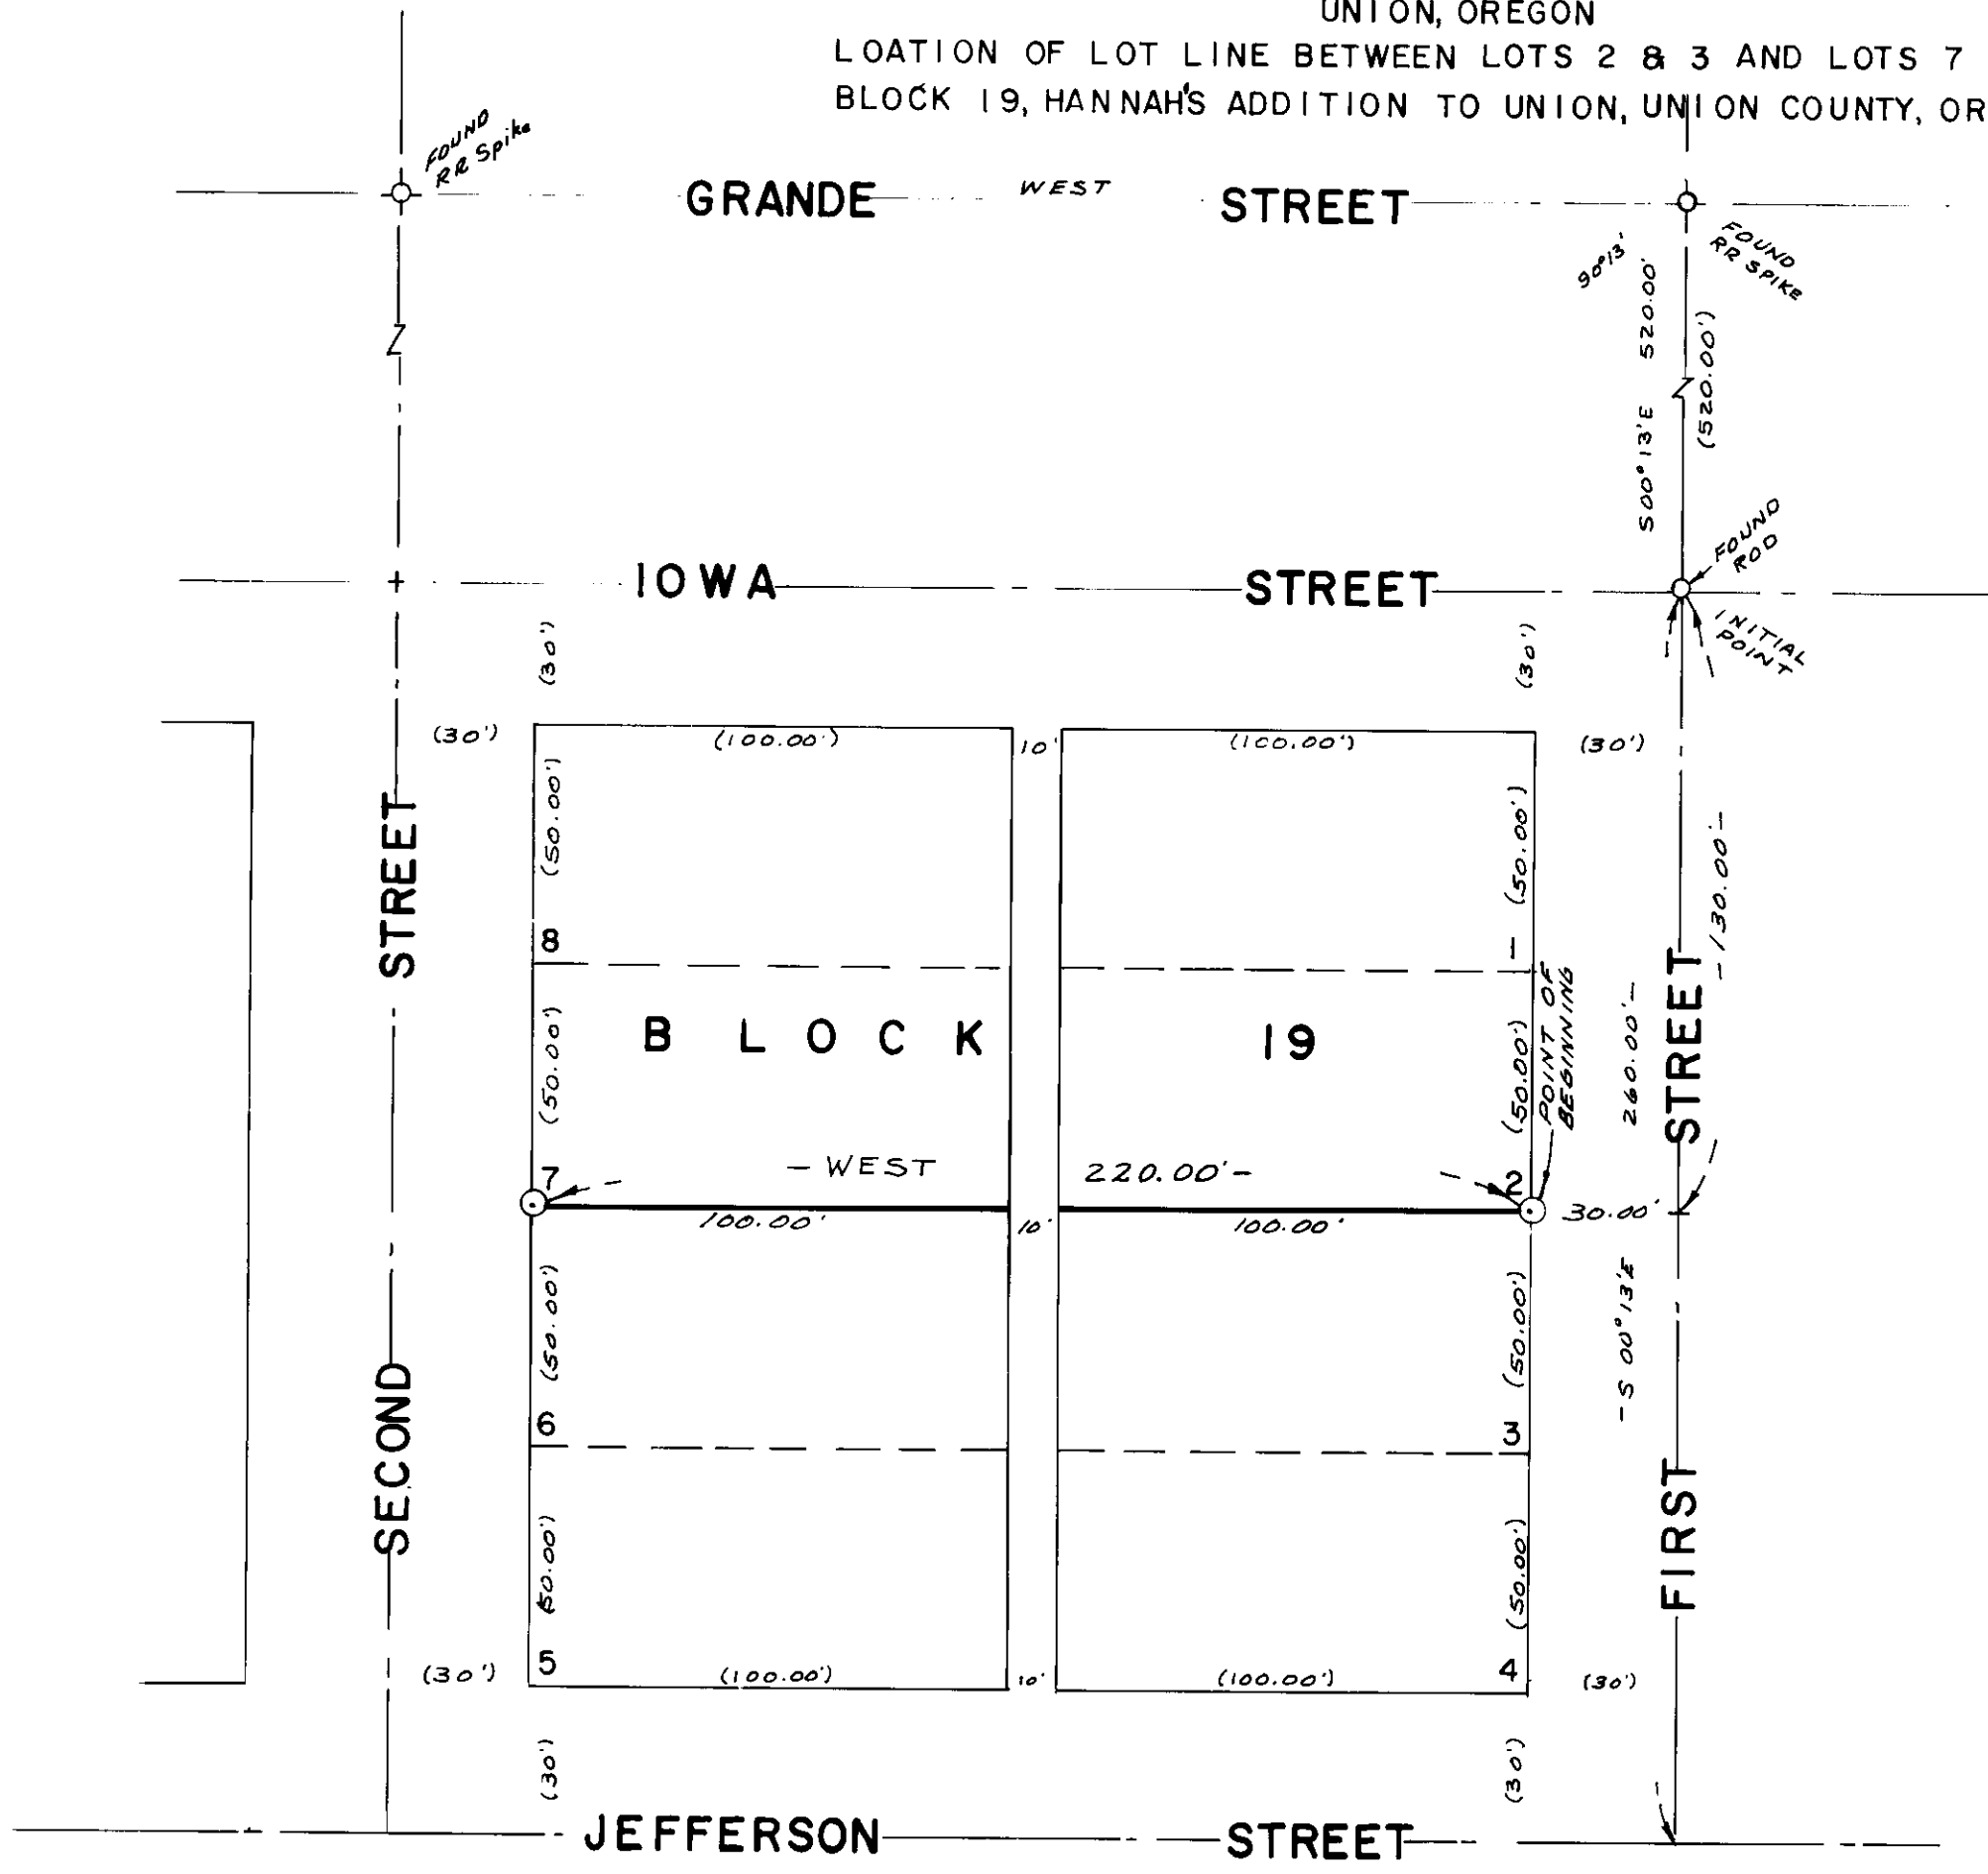 UNION, OREGON
LOATION OF LOT LINE BETWEEN LOTS 2 & 3 AND LOTS 7
BLOCK 19, HANNAH'S ADDITION TO UNION, UNION COUNTY, OR
FOUND
RR Spike
GRANDE WEST STREET
FOUND
RR SPIKE
90°13'
S00°13'E 520.00'
(520.00')
FOUND
ROD
IOWA STREET
INITIAL
POINT
(30')
(30')
(30')
(100.00')
10'
(100.00')
(30')
(50.00')
(50.00')
-130.00'-
STREET
8
1
BLOCK 19
(50.00')
(50.00')
POINT OF
BEGINNING
260.00'-
STREET
7
- WEST 220.00'-
2
100.00'
10'
100.00'
30.00'
(50.00')
(50.00')
-S 00°13'E
SECOND
6
3
FIRST
(50.00')
(50.00')
(30')
5
(100.00')
10'
(100.00')
4
(30')
(30')
(30')
JEFFERSON STREET